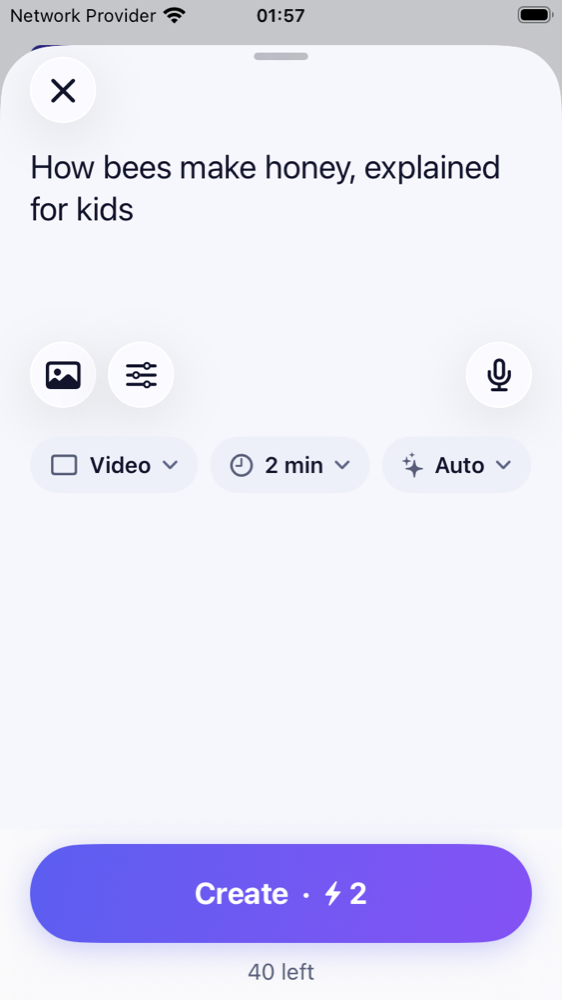 Network Provider 01:57
How bees make honey, explained
for kids
Video 2 min Auto
Create · 2
40 left